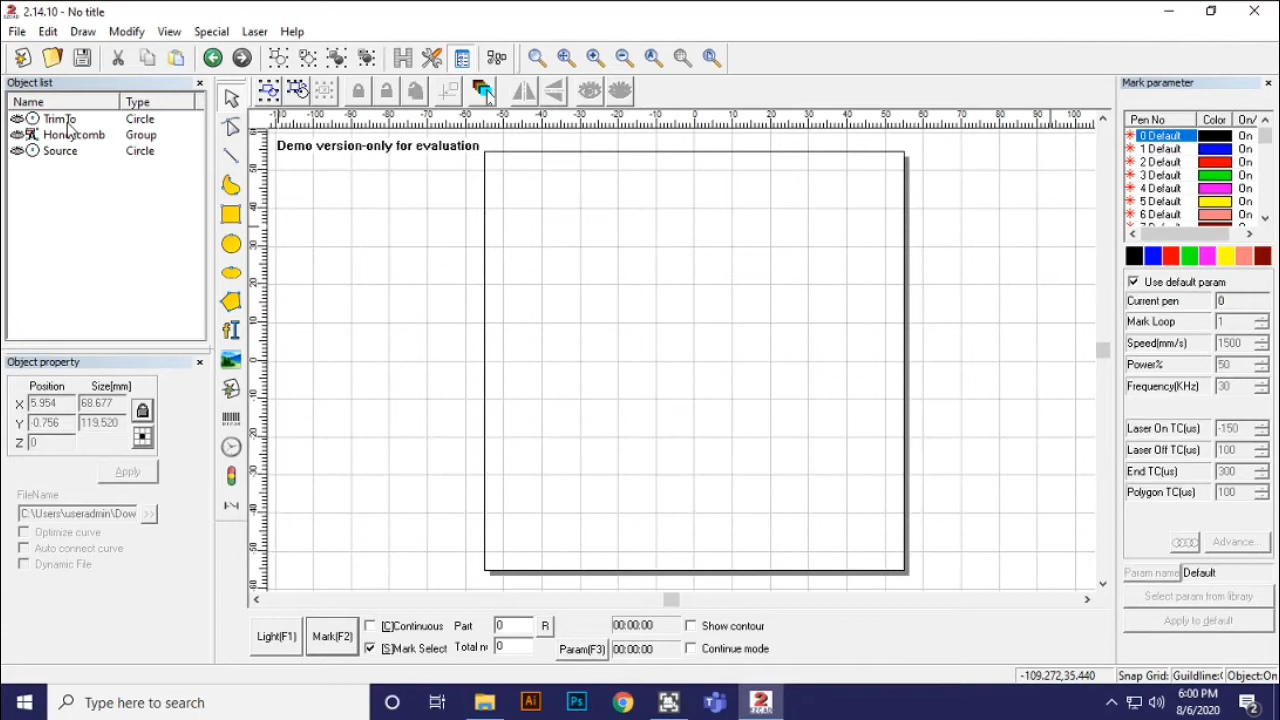 2.14.10 - No title
File Edit Draw Modify View Special Laser Help
Object list
Name Type
TrimTo Circle
Honeycomb Group
Source Circle
Object property
Position Size[mm]
X 5.954 68.677
Y -0.756 119.520
Z 0
Apply
FileName
C:\Users\useradmin\Dow >>
Optimize curve
Auto connect curve
Dynamic File
Demo version-only for evaluation
Mark parameter
Pen No Color On/
0 Default On
1 Default On
2 Default On
3 Default On
4 Default On
5 Default On
6 Default On
Use default param
Current pen 0
Mark Loop 1
Speed(mm/s) 1500
Power% 50
Frequency(KHz) 30
Laser On TC(us) -150
Laser Off TC(us) 100
End TC(us) 300
Polygon TC(us) 100
Advance...
Param name Default
Select param from library
Apply to default
Light(F1) Mark(F2) [C]Continuous Part 0 R 00:00:00 Show contour
[S]Mark Select Total nu 0 Param(F3) 00:00:00 Continue mode
-109.272,35.440 Snap Grid: Guildline: Object:On
Type here to search
6:00 PM
8/6/2020